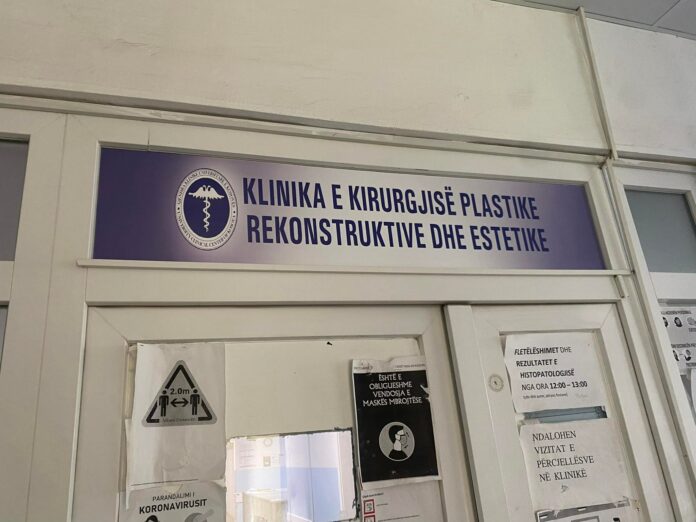 KLINIKA E KIRURGJISË PLASTIKE
REKONSTRUKTIVE DHE ESTETIKE
2.0m
ËSHTË E
OBLIGUESHME
VENDOSJA E
MASKËS MBROJTËSE
PARANDALIMI I
KORONAVIRUSIT
FLETËLËSHIMET DHE
REZULTATET E
HISTOPATOLOGJISË
NGA ORA 12:00 – 13:00
NDALOHEN
VIZITAT E
PËRCJELLËSVE
NË KLINIKË